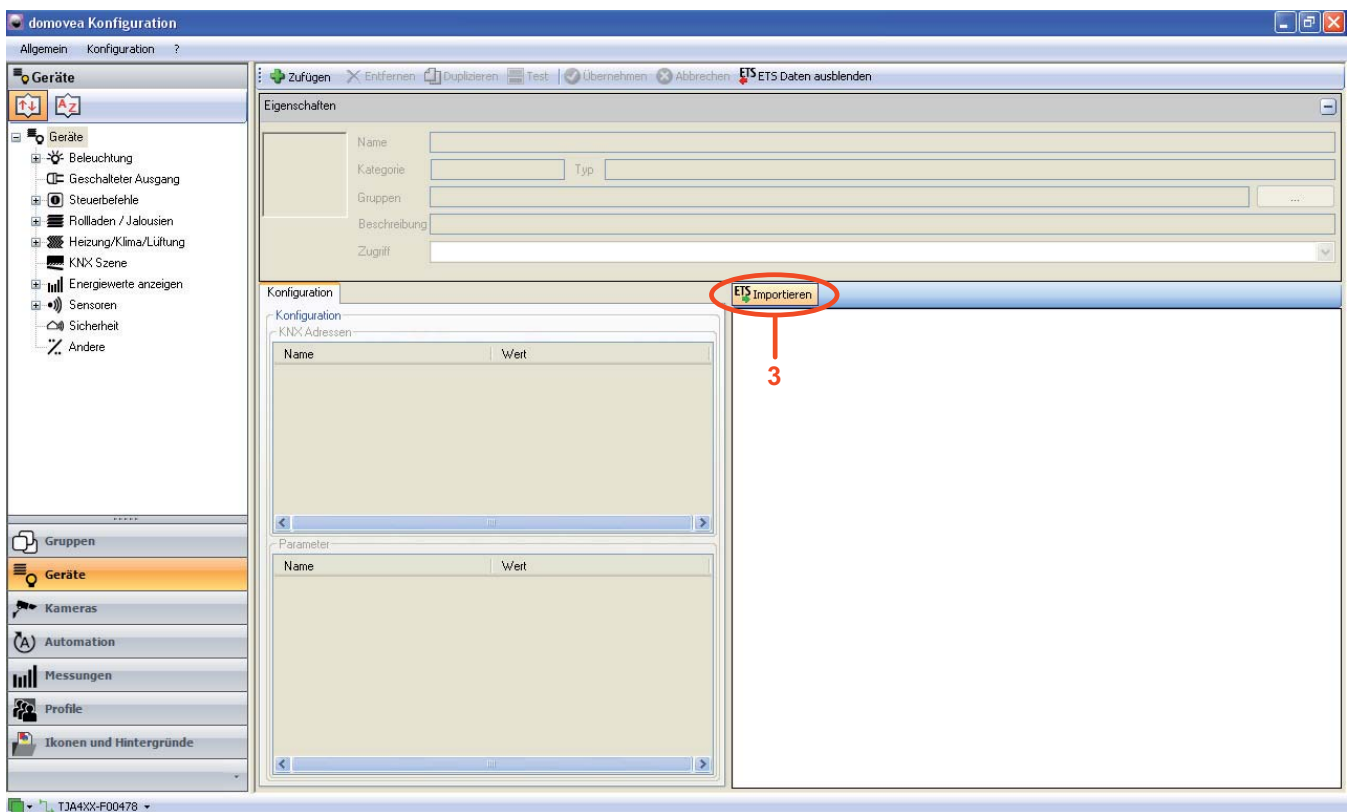 domovea Konfiguration
Allgemein Konfiguration ?
Geräte
Zufügen Entfernen Duplizieren Test Übernehmen Abbrechen ETS ETS Daten ausblenden
AZ
Eigenschaften
Geräte
Beleuchtung
Geschalteter Ausgang
Steuerbefehle
Rollladen / Jalousien
Heizung/Klima/Lüftung
KNX Szene
Energiewerte anzeigen
Sensoren
Sicherheit
Andere
Name
Kategorie Typ
Gruppen ...
Beschreibung
Zugriff
Konfiguration
ETS Importieren
Konfiguration
KNX Adressen
Name Wert
3
Parameter
Name Wert
Gruppen
Geräte
Kameras
Automation
Messungen
Profile
Ikonen und Hintergründe
TJA4XX-F00478